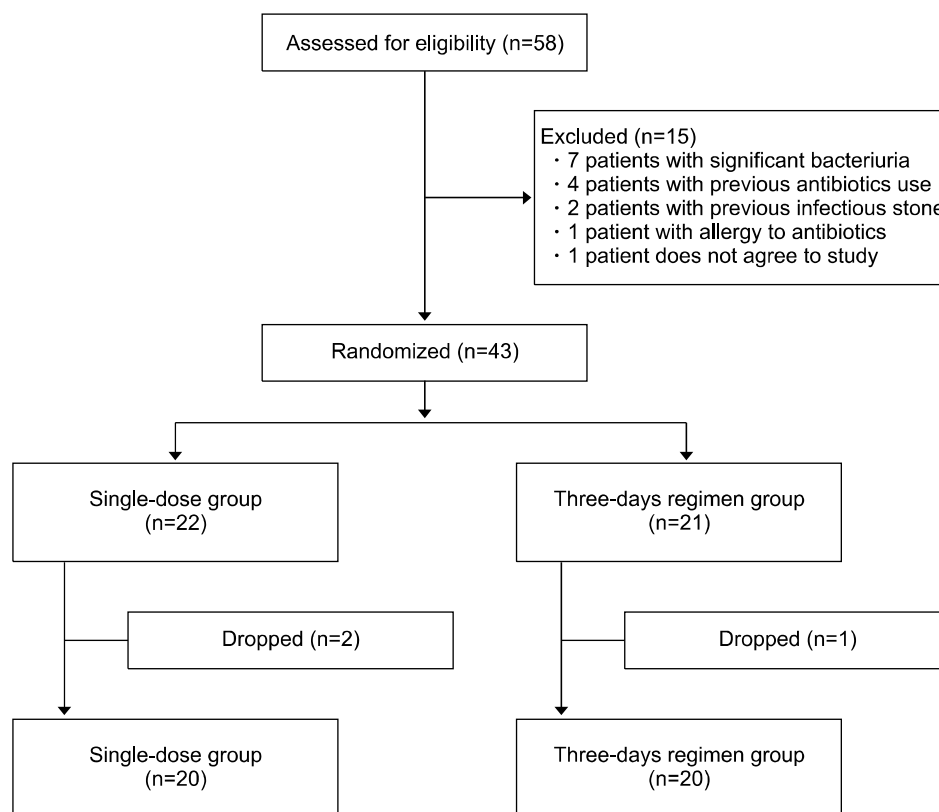 Assessed for eligibility (n=58)
Excluded (n=15)
· 7 patients with significant bacteriuria
· 4 patients with previous antibiotics use
· 2 patients with previous infectious stone
· 1 patient with allergy to antibiotics
· 1 patient does not agree to study
Randomized (n=43)
Single-dose group
(n=22)
Three-days regimen group
(n=21)
Dropped (n=2)
Dropped (n=1)
Single-dose group
(n=20)
Three-days regimen group
(n=20)